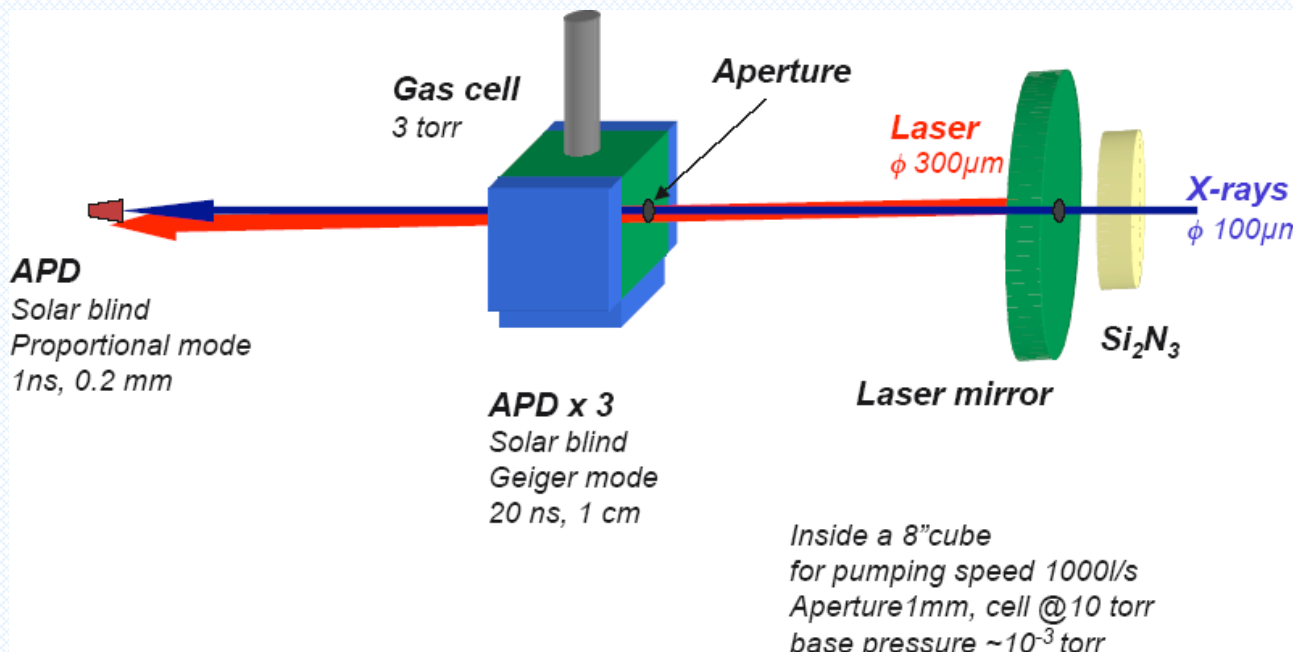 Gas cell
3 torr
Aperture
Laser
ϕ 300µm
X-rays
ϕ 100µm
APD
Solar blind
Proportional mode
1ns, 0.2 mm
APD x 3
Solar blind
Geiger mode
20 ns, 1 cm
Si₂N₃
Laser mirror
Inside a 8”cube
for pumping speed 1000l/s
Aperture1mm, cell @10 torr
base pressure ~10⁻³ torr